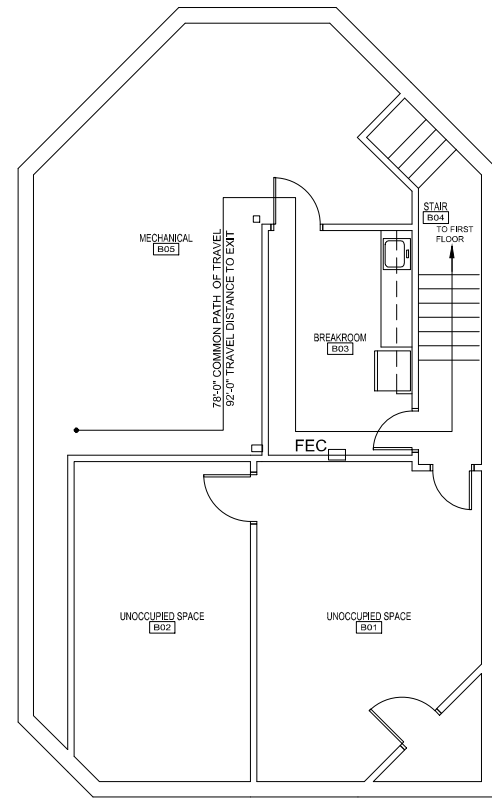 STAIR
B04
TO FIRST
FLOOR
MECHANICAL
B05
78'-0" COMMON PATH OF TRAVEL
92'-0" TRAVEL DISTANCE TO EXIT
BREAKROOM
B03
FEC
UNOCCUPIED SPACE
B02
UNOCCUPIED SPACE
B01